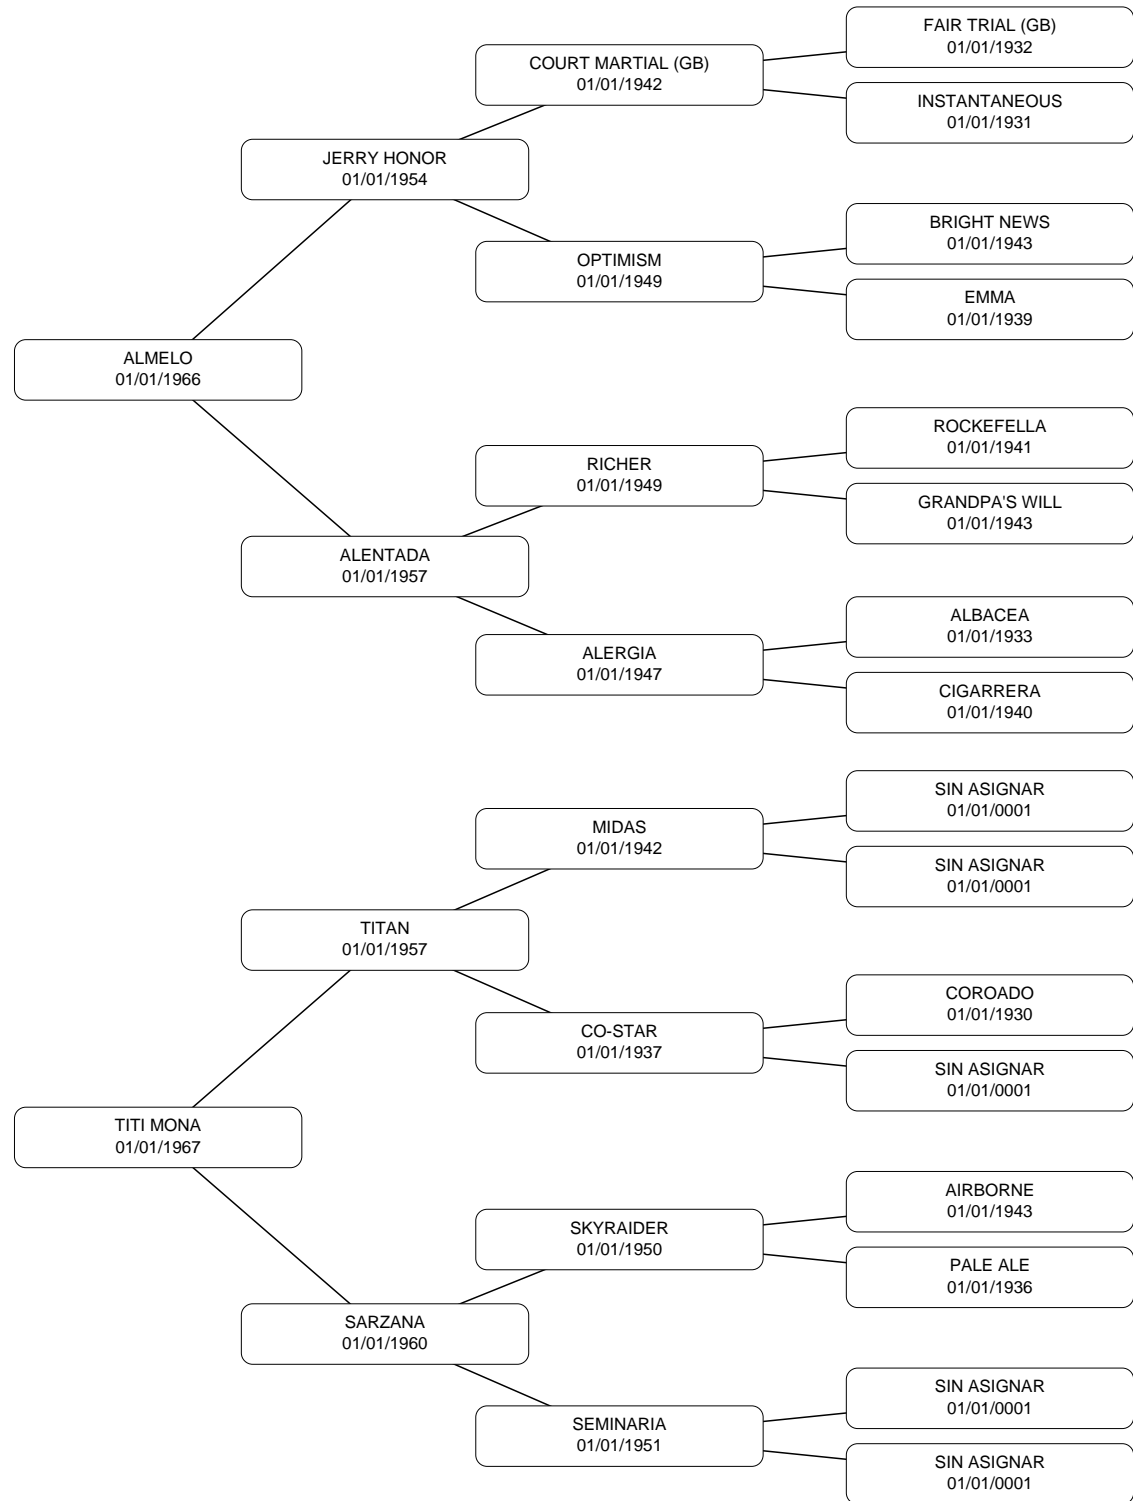 FAIR TRIAL (GB)
01/01/1932
COURT MARTIAL (GB)
01/01/1942
INSTANTANEOUS
01/01/1931
JERRY HONOR
01/01/1954
BRIGHT NEWS
01/01/1943
OPTIMISM
01/01/1949
EMMA
01/01/1939
ALMELO
01/01/1966
ROCKEFELLA
01/01/1941
RICHER
01/01/1949
GRANDPA'S WILL
01/01/1943
ALENTADA
01/01/1957
ALBACEA
01/01/1933
ALERGIA
01/01/1947
CIGARRERA
01/01/1940
SIN ASIGNAR
01/01/0001
MIDAS
01/01/1942
SIN ASIGNAR
01/01/0001
TITAN
01/01/1957
COROADO
01/01/1930
CO-STAR
01/01/1937
SIN ASIGNAR
01/01/0001
TITI MONA
01/01/1967
AIRBORNE
01/01/1943
SKYRAIDER
01/01/1950
PALE ALE
01/01/1936
SARZANA
01/01/1960
SIN ASIGNAR
01/01/0001
SEMINARIA
01/01/1951
SIN ASIGNAR
01/01/0001